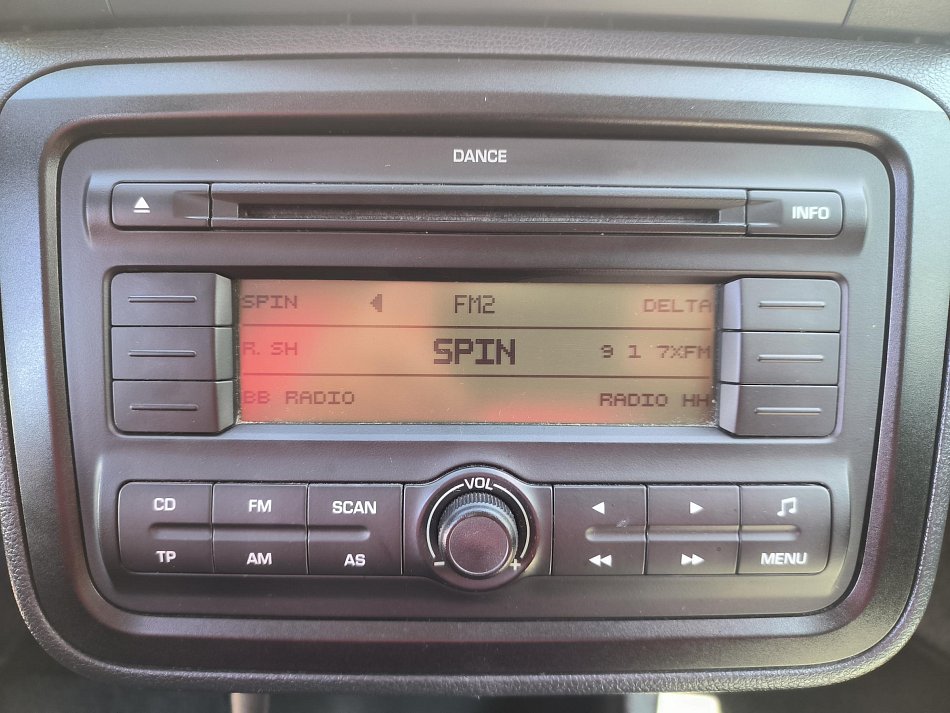 DANCE
INFO
SPIN FM2 DELTA
R.SH SPIN 9 1 7XFM
BB RADIO RADIO HH
VOL
CD FM SCAN
TP AM AS - + MENU